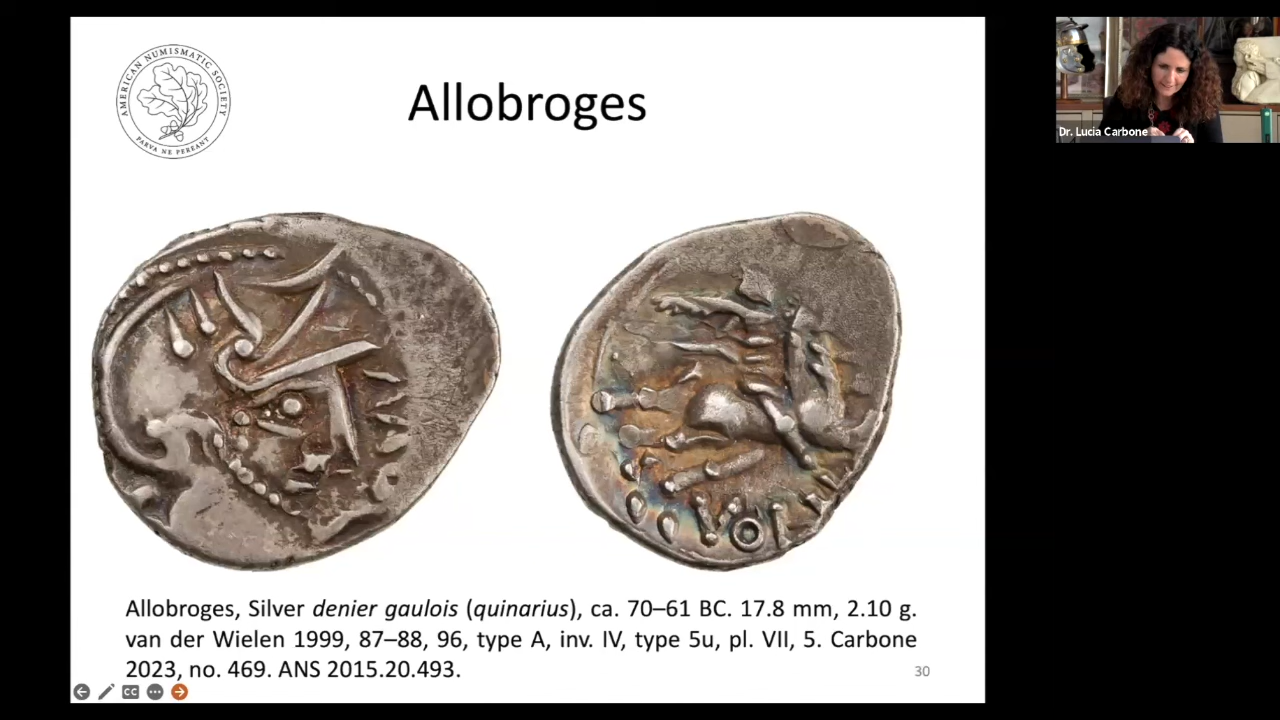 AMERICAN NUMISMATIC SOCIETY
PARVA NE PEREANT
Allobroges
Dr. Lucia Carbone
Allobroges, Silver denier gaulois (quinarius), ca. 70–61 BC. 17.8 mm, 2.10 g.
van der Wielen 1999, 87–88, 96, type A, inv. IV, type 5u, pl. VII, 5. Carbone
2023, no. 469. ANS 2015.20.493.
30
CC